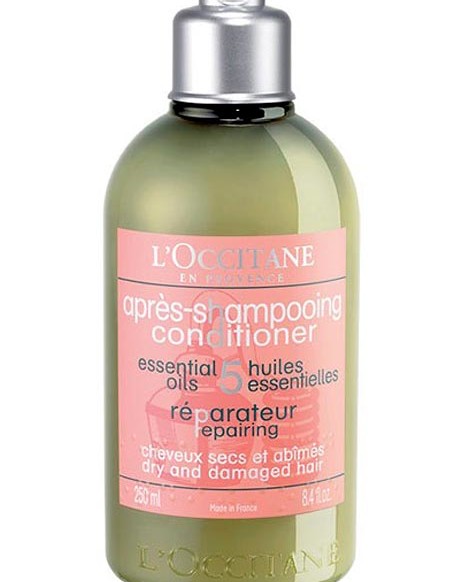 L'OCCITANE
EN PROVENCE
après-shampooing
conditioner
essential 5 huiles
oils essentielles
réparateur
repairing
cheveux secs et abîmés
dry and damaged hair
250 ml 8.4 fl.oz.
Made in France
L'OCCITANE